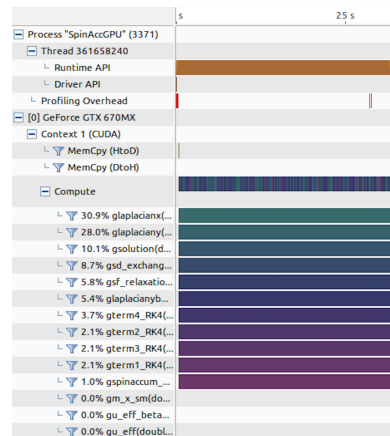 s
25 s
Process "SpinAccGPU" (3371)
Thread 361658240
Runtime API
Driver API
Profiling Overhead
[0] GeForce GTX 670MX
Context 1 (CUDA)
MemCpy (HtoD)
MemCpy (DtoH)
Compute
30.9% glaplacianx(...
28.0% glaplaciany(...
10.1% gsolution(d...
8.7% gsd_exchang...
5.8% gsf_relaxatio...
5.4% glaplacianyb...
3.7% gterm4_RK4(...
2.1% gterm2_RK4(...
2.1% gterm3_RK4(...
2.1% gterm1_RK4(...
1.0% gspinaccum_...
0.0% gm_x_sm(do...
0.0% gu_eff_beta...
0.0% gu_eff(doubl...